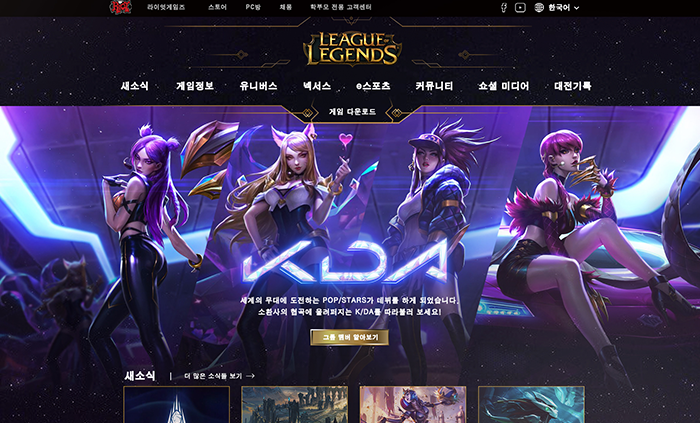 라이엇게임즈 스토어 PC방 채용 학부모 전용 고객센터 한국어
LEAGUE OF
LEGENDS
새소식 게임정보 유니버스 넥서스 e스포츠 커뮤니티 소셜 미디어 대전기록
게임 다운로드
K/DA
세계의 무대에 도전하는 POP/STARS가 데뷔를 하게 되었습니다.
소환사의 협곡에 울려퍼지는 K/DA를 따라불러 보세요!
그룹 멤버 알아보기
새소식 | 더 많은 소식들 보기 →